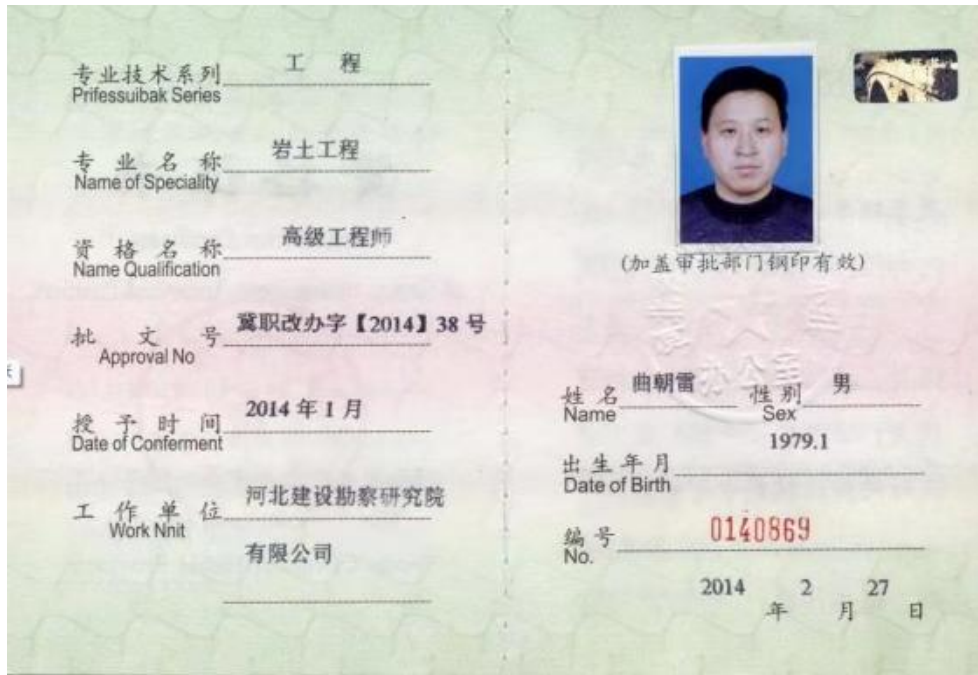 专业技术系列 工 程
Prifessuibak Series
专业名称 岩土工程
Name of Speciality
资格名称 高级工程师
Name Qualification
批文号 冀职改办字【2014】38 号
Approval No
授予时间 2014 年 1 月
Date of Conferment
工作单位 河北建设勘察研究院
Work Nnit
有限公司
(加盖审批部门钢印有效)
办公室
姓名 曲朝雷 性别 男
Name Sex
1979.1
出生年月
Date of Birth
编号 0140869
No.
2014 2 27
年 月 日